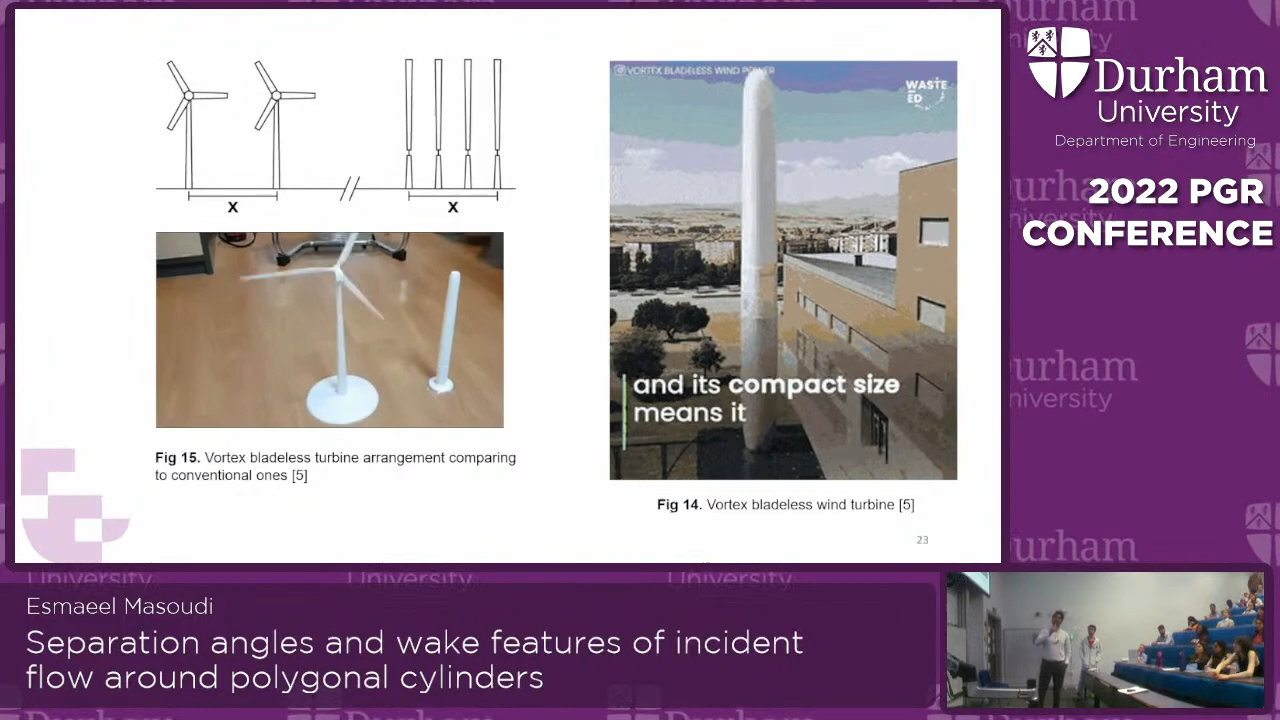 X
X
Fig 15. Vortex bladeless turbine arrangement comparing
to conventional ones [5]
VORTEX BLADELESS WIND POWER
WASTE
ED
and its compact size
means it
Fig 14. Vortex bladeless wind turbine [5]
23
Durham
University
Department of Engineering
2022 PGR
CONFERENCE
Esmaeel Masoudi
Separation angles and wake features of incident
flow around polygonal cylinders